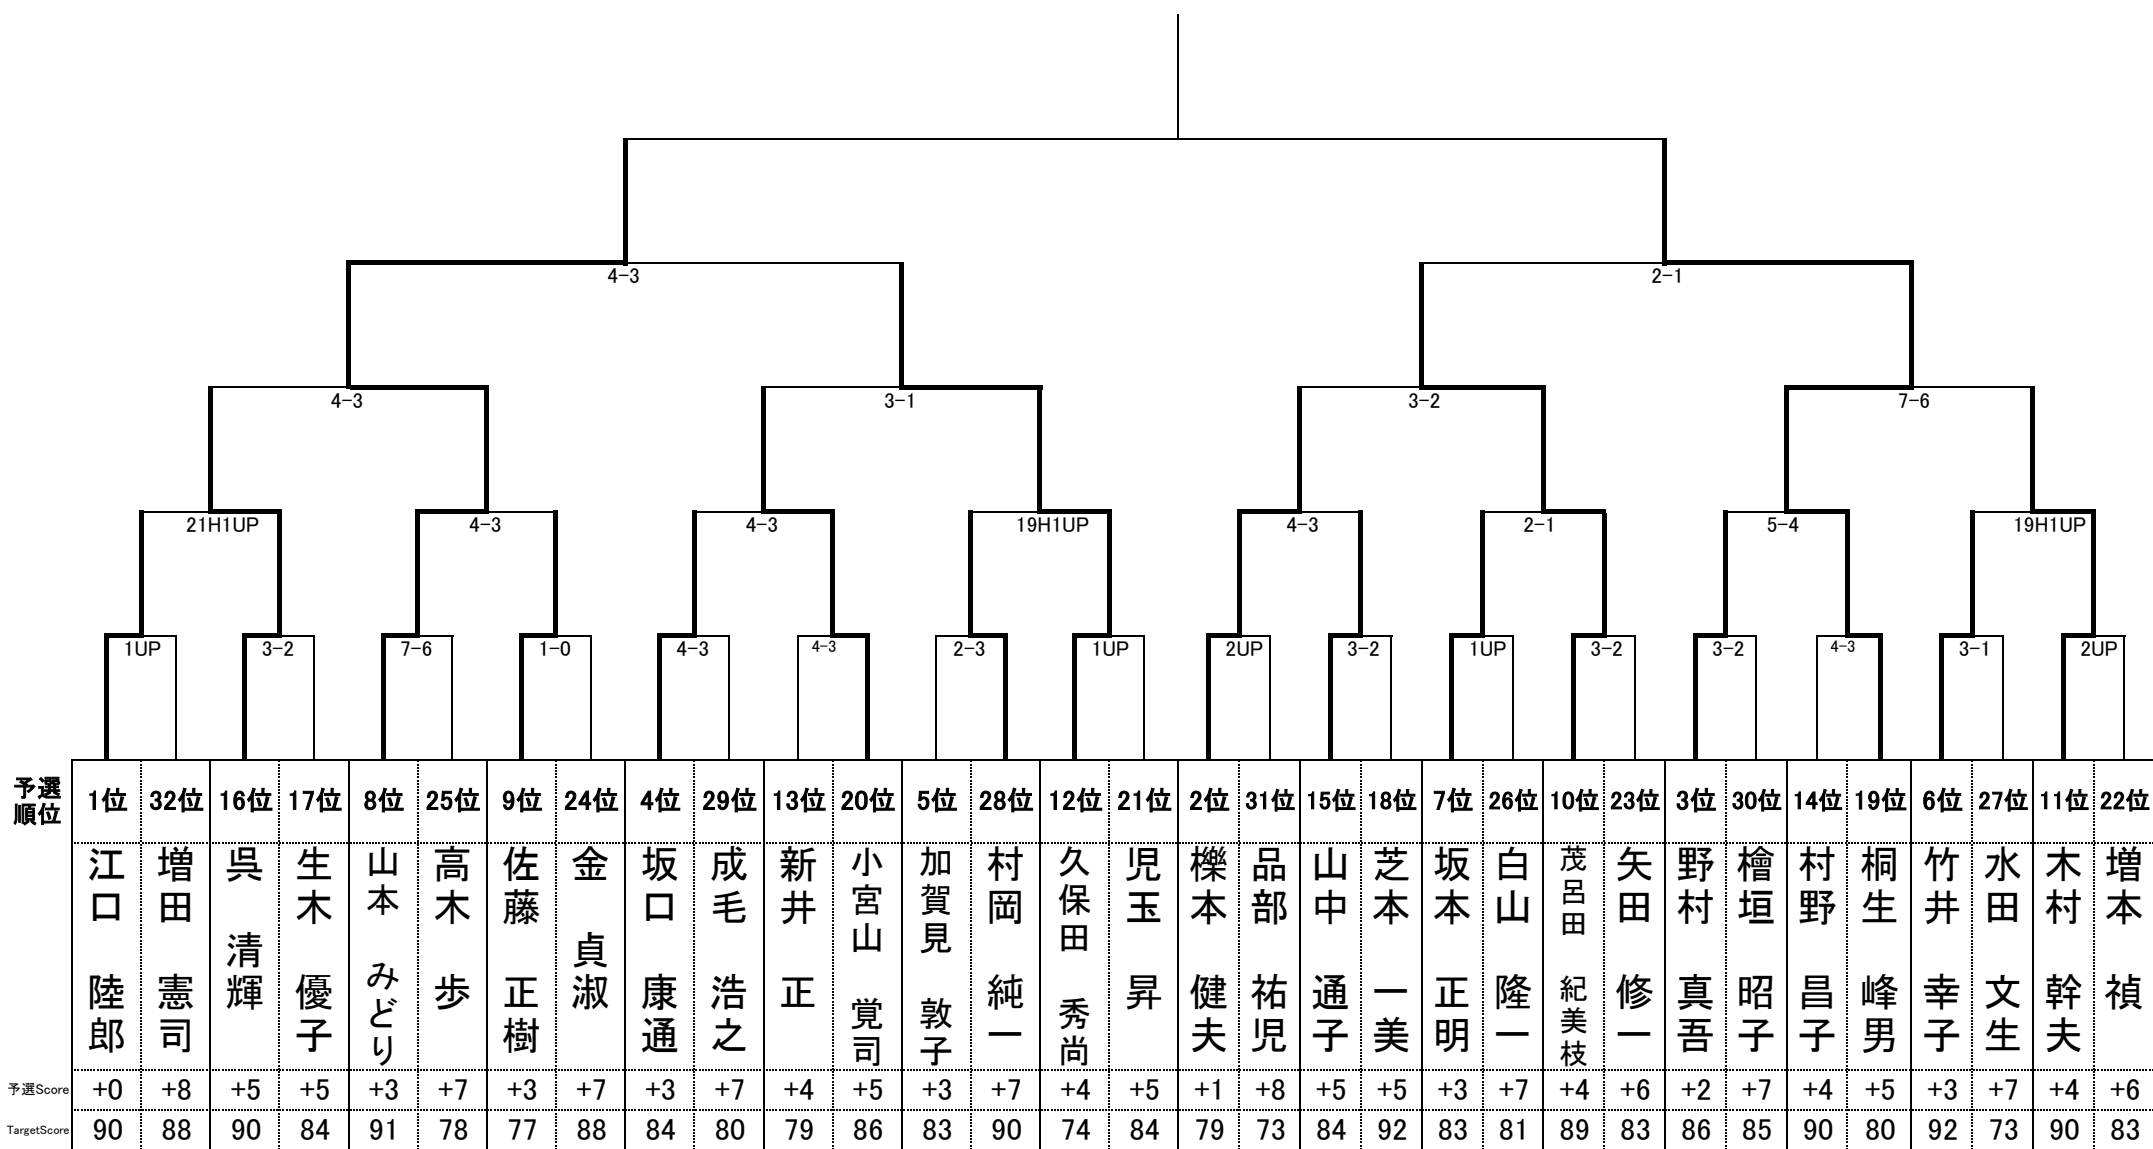 4-3
2-1
4-3
3-1
3-2
7-6
21H1UP
4-3
4-3
19H1UP
4-3
2-1
5-4
19H1UP
1UP
3-2
7-6
1-0
4-3
4-3
2-3
1UP
2UP
3-2
1UP
3-2
3-2
4-3
3-1
2UP
予選
順位
1位 32位 16位 17位 8位 25位 9位 24位 4位 29位 13位 20位 5位 28位 12位 21位 2位 31位 15位 18位 7位 26位 10位 23位 3位 30位 14位 19位 6位 27位 11位 22位
江口 陸郎
増田 憲司
呉 清輝
生木 優子
山本 みどり
高木 歩
佐藤 正樹
金 貞淑
坂口 康通
成毛 浩之
新井 正
小宮山 覚司
加賀見 敦子
村岡 純一
久保田 秀尚
児玉 昇
櫟本 健夫
品部 祐児
山中 通子
芝本 一美
坂本 正明
白山 隆一
茂呂田 紀美枝
矢田 修一
野村 真吾
檜垣 昭子
村野 昌子
桐生 峰男
竹井 幸子
水田 文生
木村 幹夫
増本 禎
予選Score +0 +8 +5 +5 +3 +7 +3 +7 +3 +7 +4 +5 +3 +7 +4 +5 +1 +8 +5 +5 +3 +7 +4 +6 +2 +7 +4 +5 +3 +7 +4 +6
TargetScore 90 88 90 84 91 78 77 88 84 80 79 86 83 90 74 84 79 73 84 92 83 81 89 83 86 85 90 80 92 73 90 83